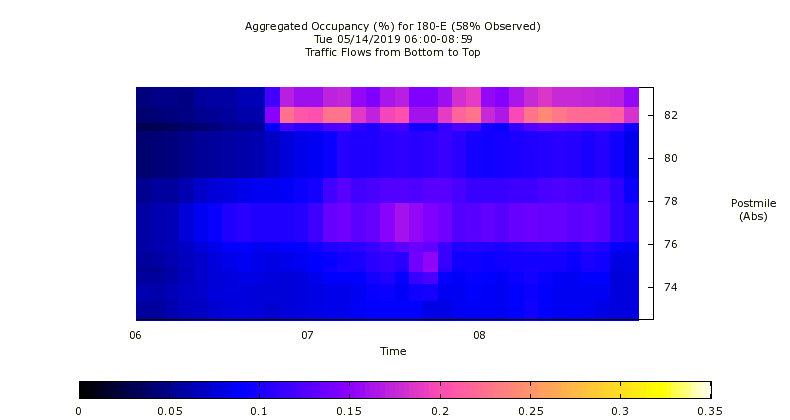 Aggregated Occupancy (%) for I80-E (58% Observed)
Tue 05/14/2019 06:00-08:59
Traffic Flows from Bottom to Top
82
80
78
76
74
Postmile
(Abs)
06 07 08
Time
0 0.05 0.1 0.15 0.2 0.25 0.3 0.35